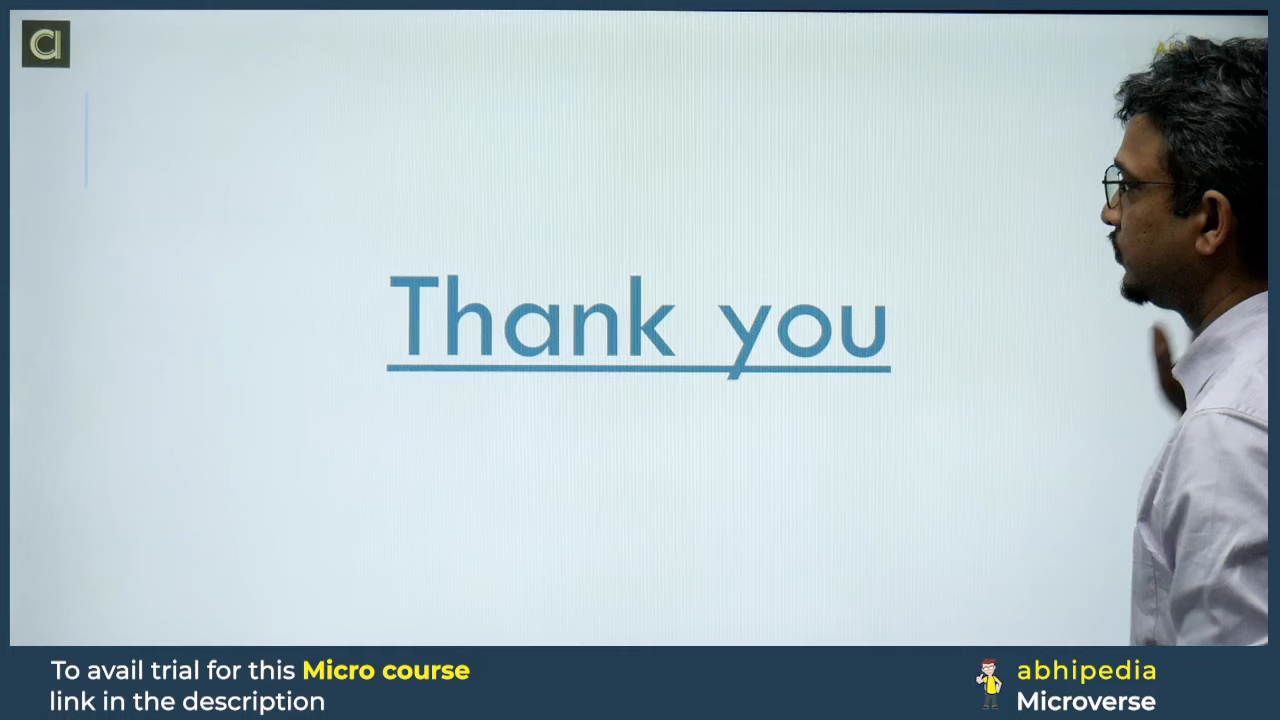 Thank you
To avail trial for this Micro course
link in the description
abhipedia
Microverse